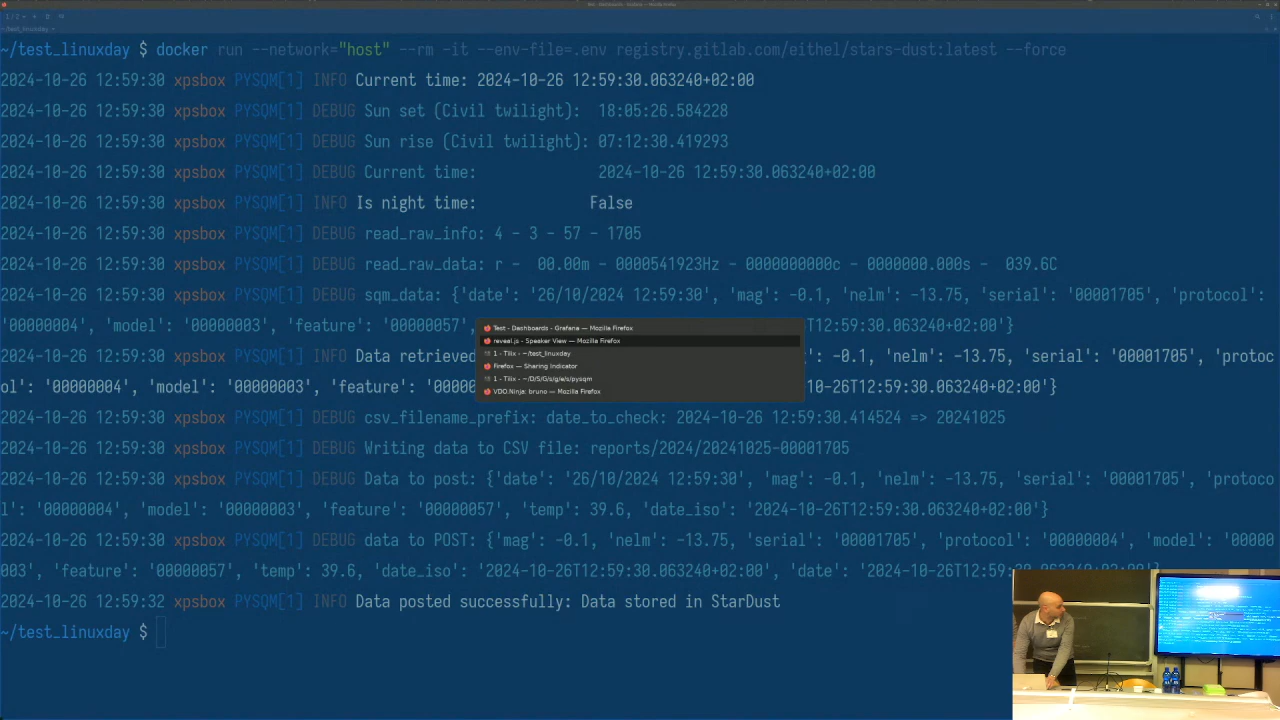 Test - Dashboards - Grafana — Mozilla Firefox
1 / 2
~/test_linuxday
~/test_linuxday $ docker run --network="host" --rm -it --env-file=.env registry.gitlab.com/eithel/stars-dust:latest --force
2024-10-26 12:59:30 xpsbox PYSQM[1] INFO Current time: 2024-10-26 12:59:30.063240+02:00
2024-10-26 12:59:30 xpsbox PYSQM[1] DEBUG Sun set (Civil twilight): 18:05:26.584228
2024-10-26 12:59:30 xpsbox PYSQM[1] DEBUG Sun rise (Civil twilight): 07:12:30.419293
2024-10-26 12:59:30 xpsbox PYSQM[1] DEBUG Current time: 2024-10-26 12:59:30.063240+02:00
2024-10-26 12:59:30 xpsbox PYSQM[1] INFO Is night time: False
2024-10-26 12:59:30 xpsbox PYSQM[1] DEBUG read_raw_info: 4 - 3 - 57 - 1705
2024-10-26 12:59:30 xpsbox PYSQM[1] DEBUG read_raw_data: r - 00.00m - 0000541923Hz - 0000000000c - 0000000.000s - 039.6C
2024-10-26 12:59:30 xpsbox PYSQM[1] DEBUG sqm_data: {'date': '26/10/2024 12:59:30', 'mag': -0.1, 'nelm': -13.75, 'serial': '00001705', 'protocol':
'00000004', 'model': '00000003', 'feature': '00000057', T12:59:30.063240+02:00'}
2024-10-26 12:59:30 xpsbox PYSQM[1] INFO Data retrieved : -0.1, 'nelm': -13.75, 'serial': '00001705', 'protoc
ol': '00000004', 'model': '00000003', 'feature': '00000 10-26T12:59:30.063240+02:00'}
Test - Dashboards - Grafana — Mozilla Firefox
reveal.js - Speaker View — Mozilla Firefox
1 - Tilix - ~/test_linuxday
Firefox — Sharing Indicator
1 - Tilix - ~/D/S/G/s/g/e/s/pysqm
VDO.Ninja: bruno — Mozilla Firefox
2024-10-26 12:59:30 xpsbox PYSQM[1] DEBUG csv_filename_prefix: date_to_check: 2024-10-26 12:59:30.414524 => 20241025
2024-10-26 12:59:30 xpsbox PYSQM[1] DEBUG Writing data to CSV file: reports/2024/20241025-00001705
2024-10-26 12:59:30 xpsbox PYSQM[1] DEBUG Data to post: {'date': '26/10/2024 12:59:30', 'mag': -0.1, 'nelm': -13.75, 'serial': '00001705', 'protoco
l': '00000004', 'model': '00000003', 'feature': '00000057', 'temp': 39.6, 'date_iso': '2024-10-26T12:59:30.063240+02:00'}
2024-10-26 12:59:30 xpsbox PYSQM[1] DEBUG data to POST: {'mag': -0.1, 'nelm': -13.75, 'serial': '00001705', 'protocol': '00000004', 'model': '00000
003', 'feature': '00000057', 'temp': 39.6, 'date_iso': '2024-10-26T12:59:30.063240+02:00', 'date': '26/10/2024 12:59:30'}
2024-10-26 12:59:32 xpsbox PYSQM[1] INFO Data posted successfully: Data stored in StarDust
~/test_linuxday $